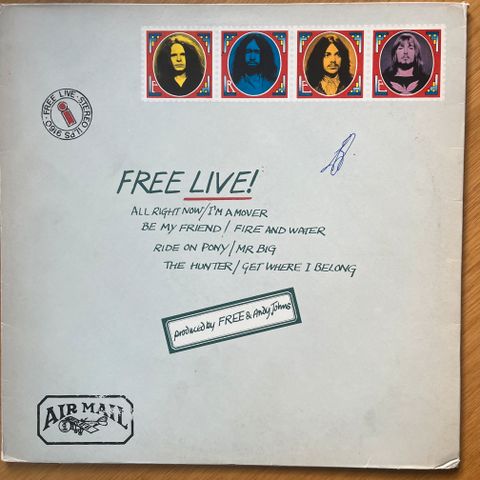 F R E E
FREE LIVE · STEREO ILPS 9160 ·
i
FREE LIVE!
ALL RIGHT NOW/I'M A MOVER
BE MY FRIEND/FIRE AND WATER
RIDE ON PONY/MR BIG
THE HUNTER/GET WHERE I BELONG
produced by FREE & Andy Johns
AIR MAIL